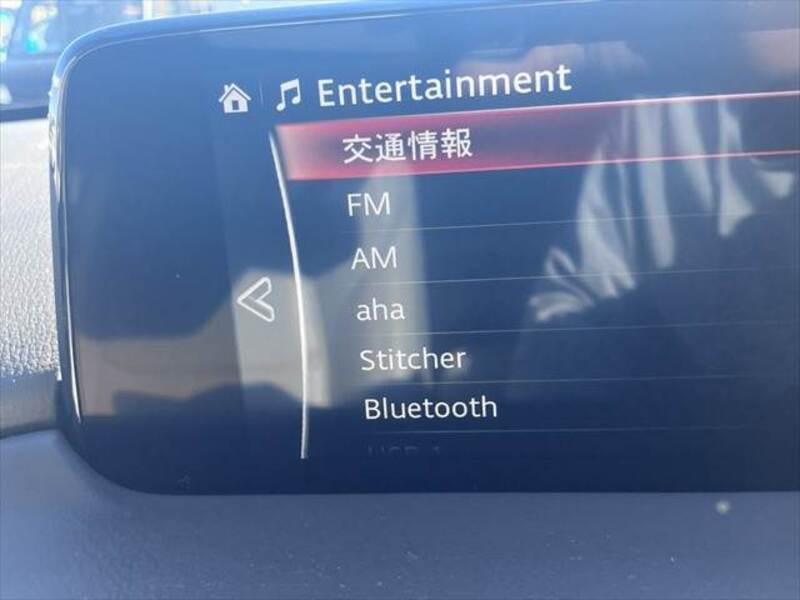 Entertainment
交通情報
FM
AM
aha
Stitcher
Bluetooth